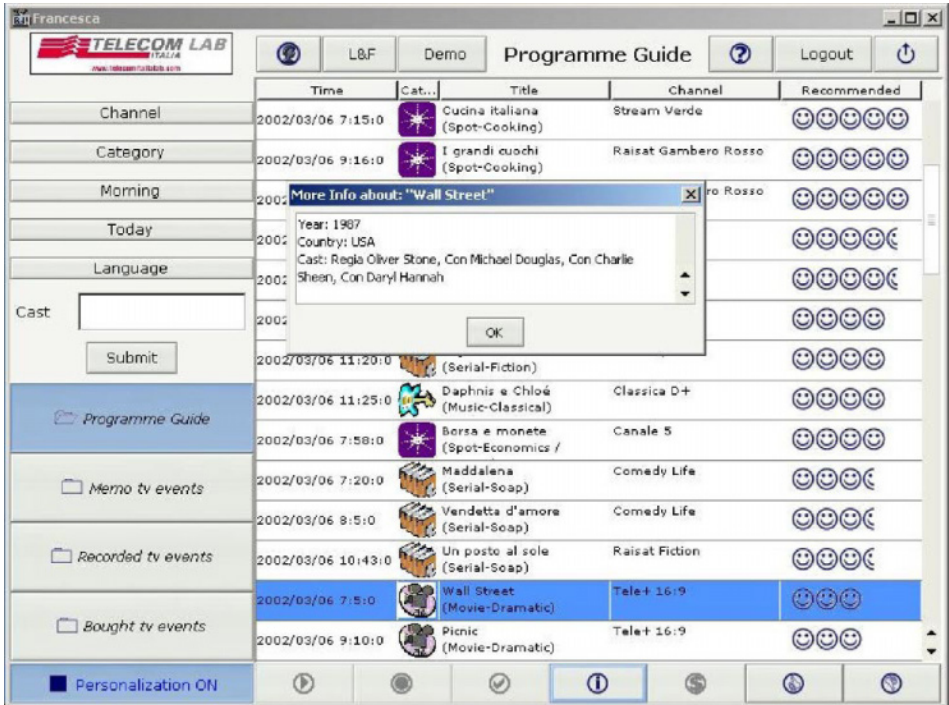 Francesca
TELECOM LAB
ITALIA
L&F
Demo
Programme Guide
Logout
Channel
Category
Morning
Today
Language
Cast
Submit
Programme Guide
Memo tv events
Recorded tv events
Bought tv events
Personalization ON
Time Cat... Title Channel Recommended
2002/03/06 7:15:0 Cucina italiana Stream Verde
(Spot-Cooking)
2002/03/06 9:16:0 I grandi cuochi Raisat Gambero Rosso
(Spot-Cooking)
2002 ro Rosso
2002
2002
2002
More Info about: "Wall Street"
Year: 1987
Country: USA
Cast: Regia Oliver Stone, Con Michael Douglas, Con Charlie
Sheen, Con Daryl Hannah
OK
2002/03/06 11:20:0
(Serial-Fiction)
2002/03/06 11:25:0 Daphnis e Chloé Classica D+
(Music-Classical)
2002/03/06 7:58:0 Borsa e monete Canale 5
(Spot-Economics /
2002/03/06 7:20:0 Maddalena Comedy Life
(Serial-Soap)
2002/03/06 8:5:0 Vendetta d'amore Comedy Life
(Serial-Soap)
2002/03/06 10:43:0 Un posto al sole Raisat Fiction
(Serial-Soap)
2002/03/06 7:5:0 Wall Street Tele+ 16:9
(Movie-Dramatic)
2002/03/06 9:10:0 Picnic Tele+ 16:9
(Movie-Dramatic)